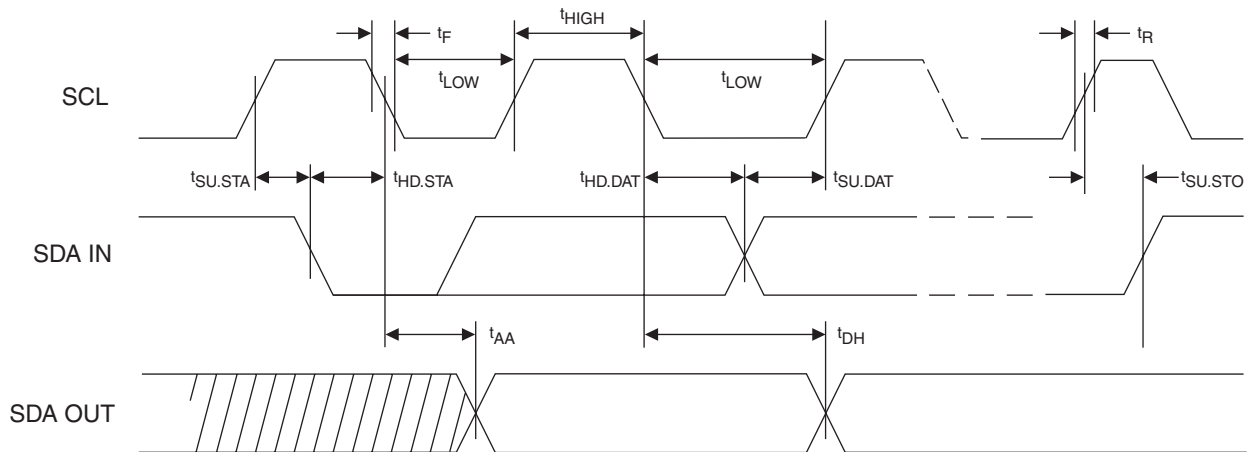 tHIGH
tF
tR
tLOW
tLOW
SCL
tSU.STA
tHD.STA
tHD.DAT
tSU.DAT
tSU.STO
SDA IN
tAA
tDH
SDA OUT